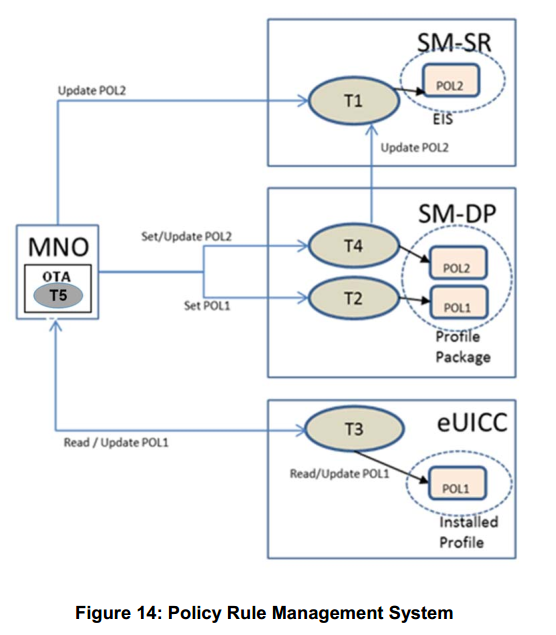 SM-SR
Update POL2
T1
POL2
EIS
Update POL2
SM-DP
MNO
Set/Update POL2
T4
POL2
OTA
T5
Set POL1
T2
POL1
Profile
Package
eUICC
T3
Read / Update POL1
Read/Update POL1
POL1
Installed
Profile
Figure 14: Policy Rule Management System